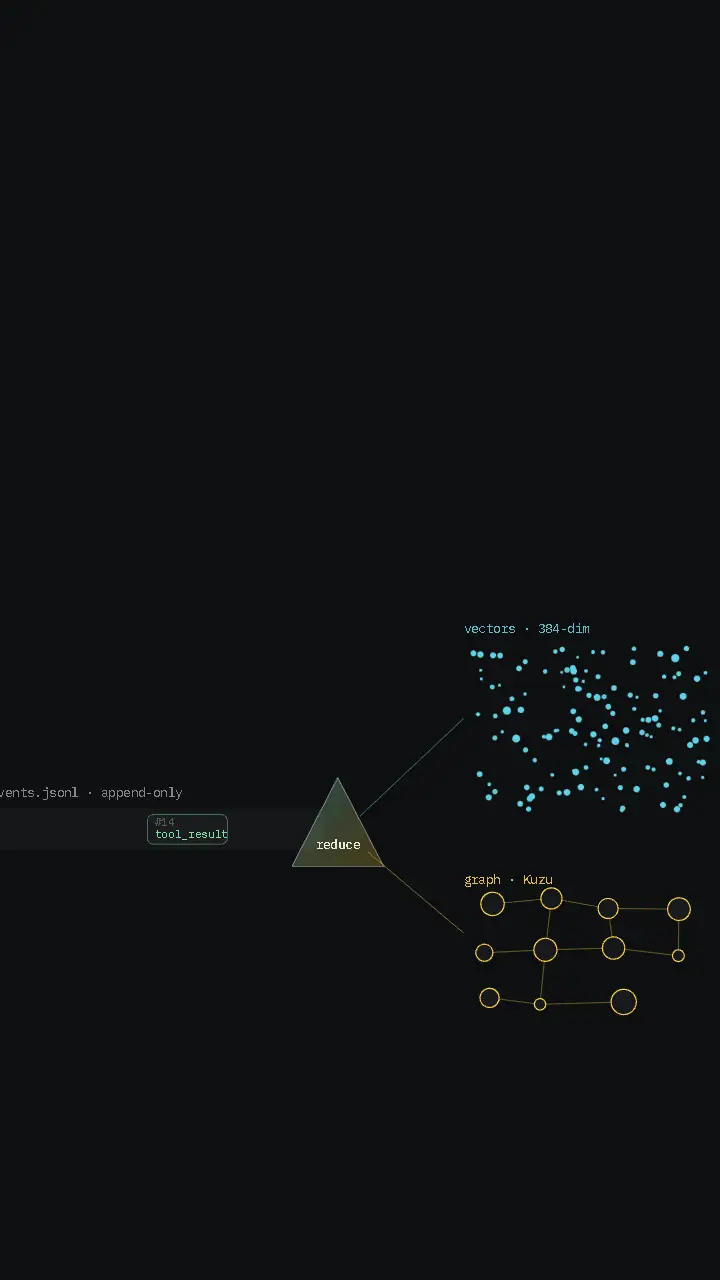 vectors · 384-dim
vents.jsonl · append-only
#14
tool_result
reduce
graph · Kuzu